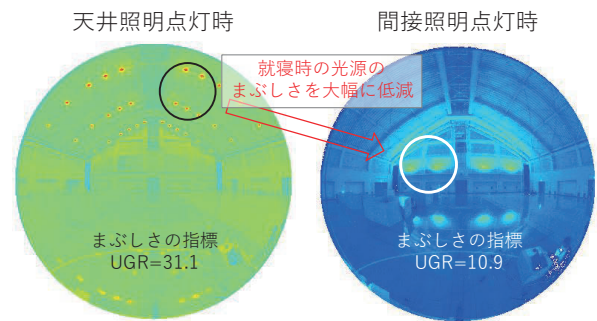 天井照明点灯時
間接照明点灯時
就寝時の光源の
まぶしさを大幅に低減
まぶしさの指標
UGR=31.1
まぶしさの指標
UGR=10.9